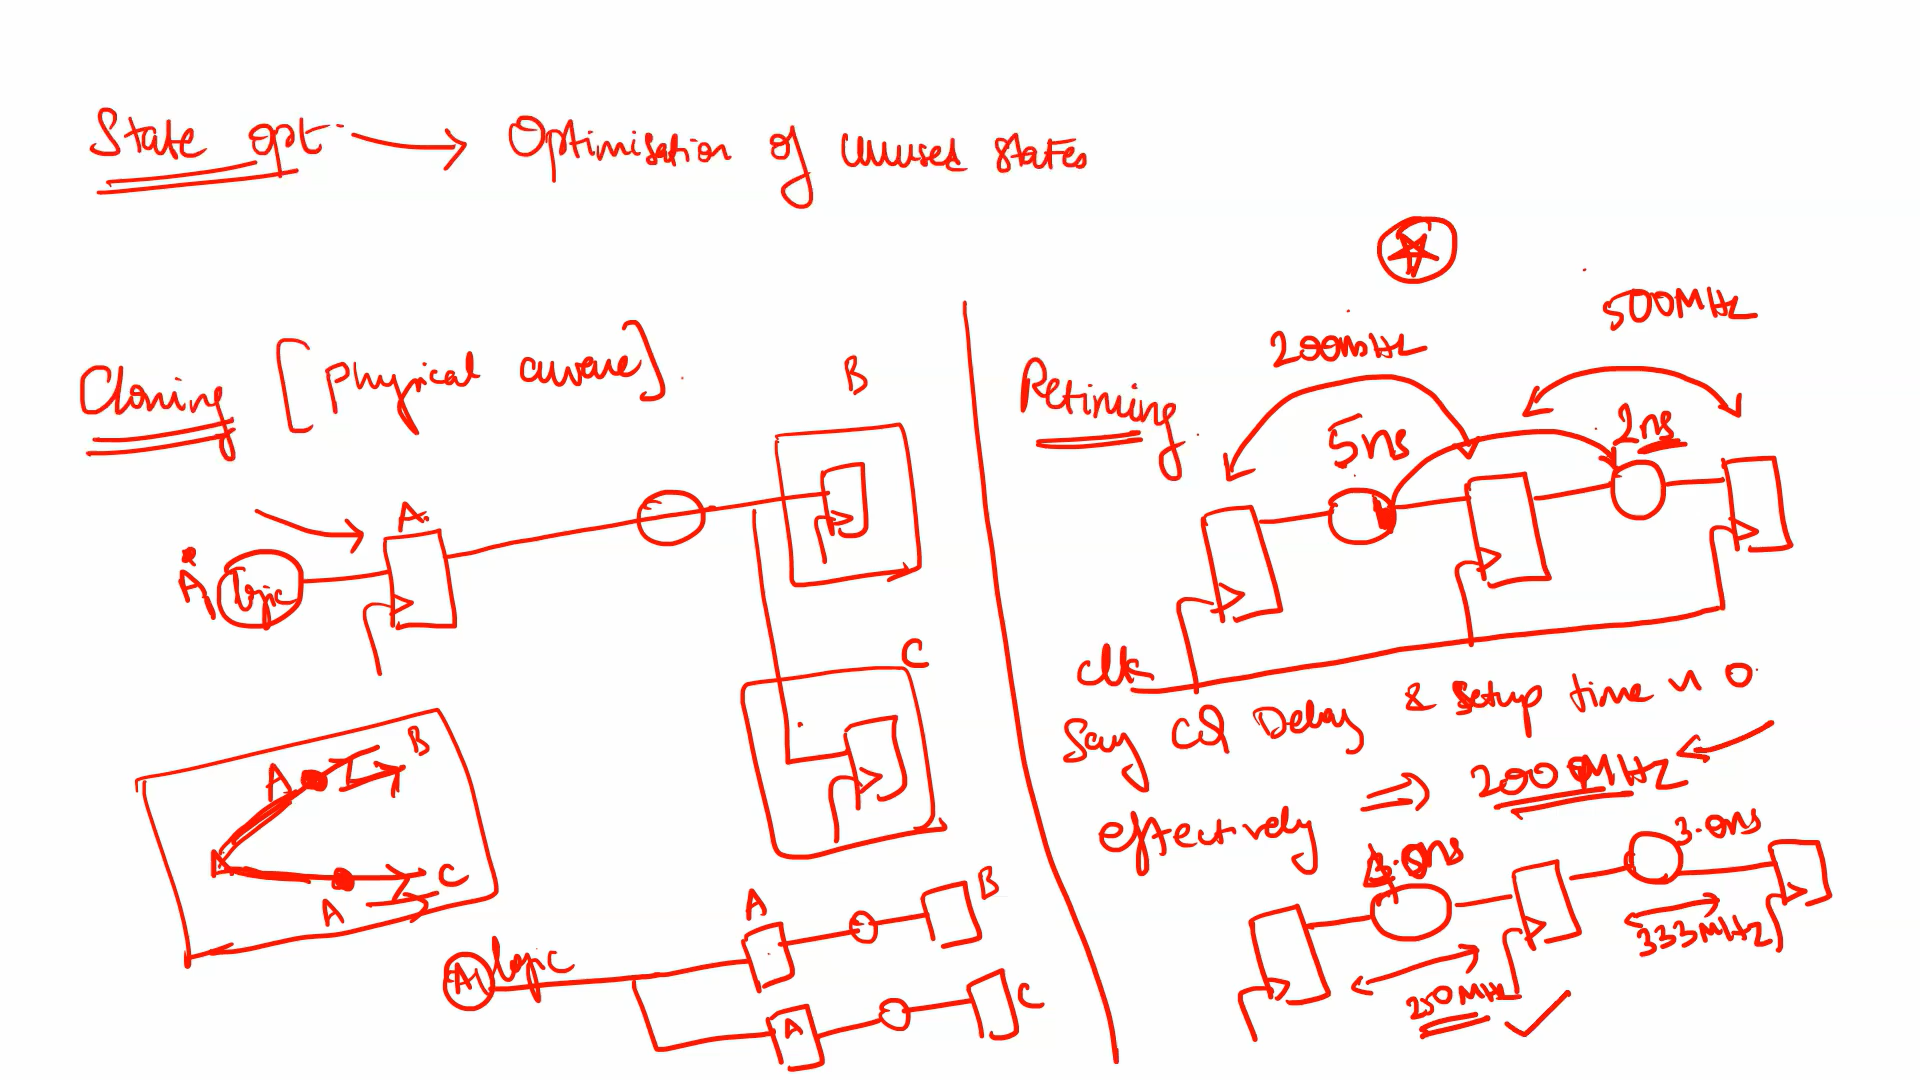 State opt → Optimisation of unused states
Cloning [Physical aware]
B
A
A logic
C
A B
A
A C
A
A1 logic
A B
A C
Retiming
200MHz 500MHz
5ns 2ns
clk
Say CQ Delay & setup time is 0
effectively ⇒ 200MHz
4.0ns 3.0ns
250MHz 333MHz